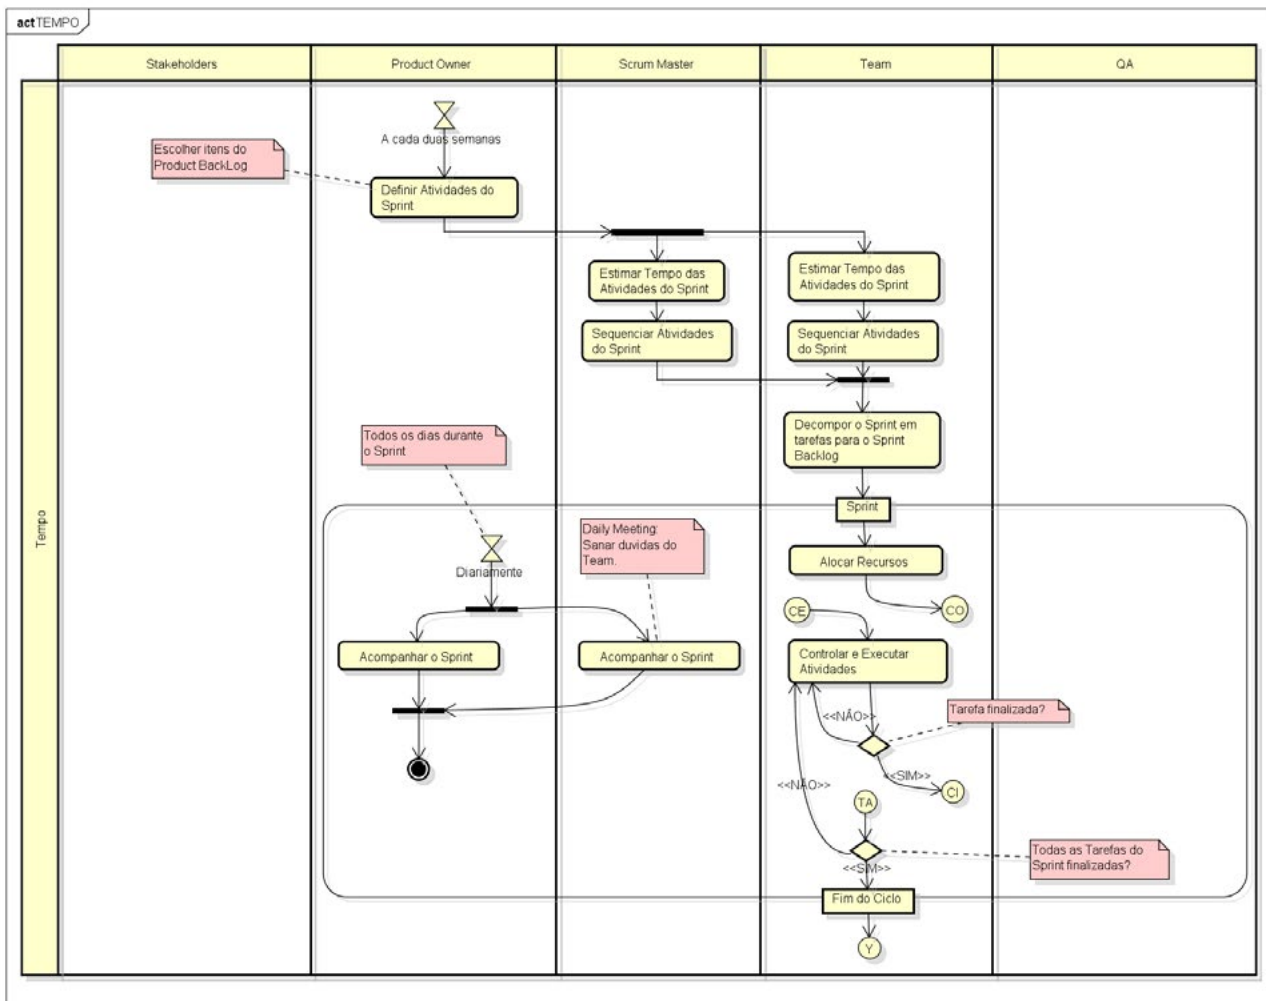 act TEMPO
Stakeholders
Product Owner
Scrum Master
Team
QA
Tempo
A cada duas semanas
Escolher itens do
Product BackLog
Definir Atividades do
Sprint
Estimar Tempo das
Atividades do Sprint
Estimar Tempo das
Atividades do Sprint
Sequenciar Atividades
do Sprint
Sequenciar Atividades
do Sprint
Decompor o Sprint em
tarefas para o Sprint
Backlog
Todos os dias durante
o Sprint
Sprint
Daily Meeting:
Sanar duvidas do
Team.
Diariamente
Alocar Recursos
CE
CO
Acompanhar o Sprint
Acompanhar o Sprint
Controlar e Executar
Atividades
Tarefa finalizada?
<<NÃO>>
<<SIM>>
CI
<<NÃO>>
TA
Todas as Tarefas do
Sprint finalizadas?
<<SIM>>
Fim do Ciclo
Y